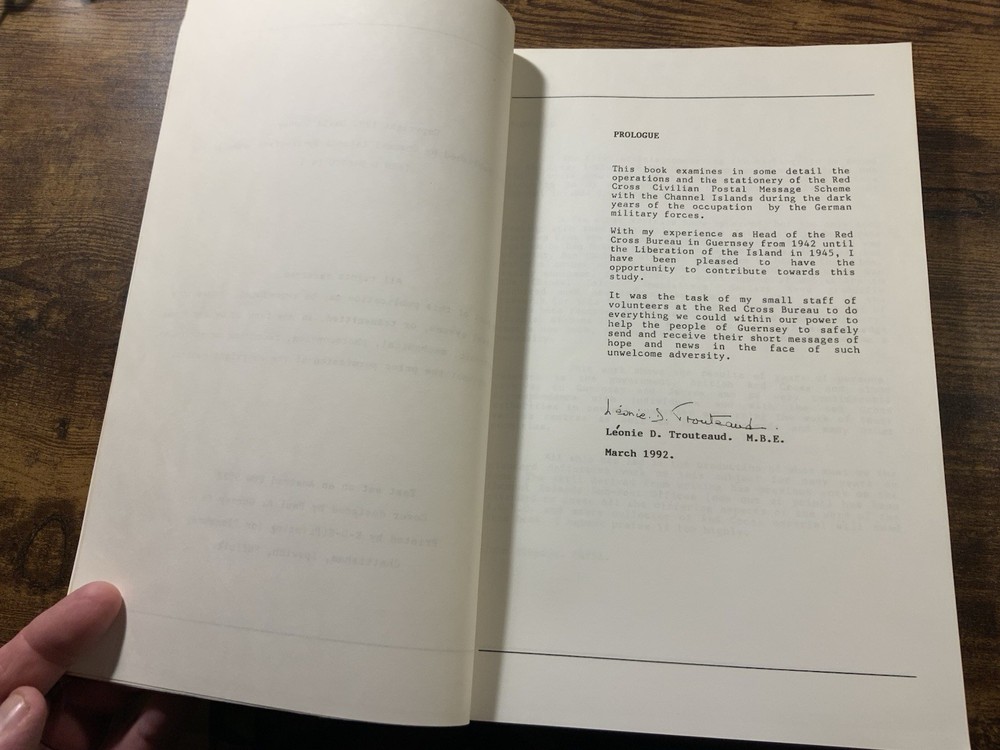 PROLOGUE
This book examines in some detail the
operations and the stationery of the Red
Cross Civilian Postal Message Scheme
with the Channel Islands during the dark
years of the occupation by the German
military forces.
With my experience as Head of the Red
Cross Bureau in Guernsey from 1942 until
the Liberation of the Island in 1945, I
have been pleased to have the
opportunity to contribute towards this
study.
It was the task of my small staff of
volunteers at the Red Cross Bureau to do
everything we could within our power to
help the people of Guernsey to safely
send and receive their short messages of
hope and news in the face of such
unwelcome adversity.
Léonie. D. Trouteaud.
Léonie D. Trouteaud. M.B.E.
March 1992.